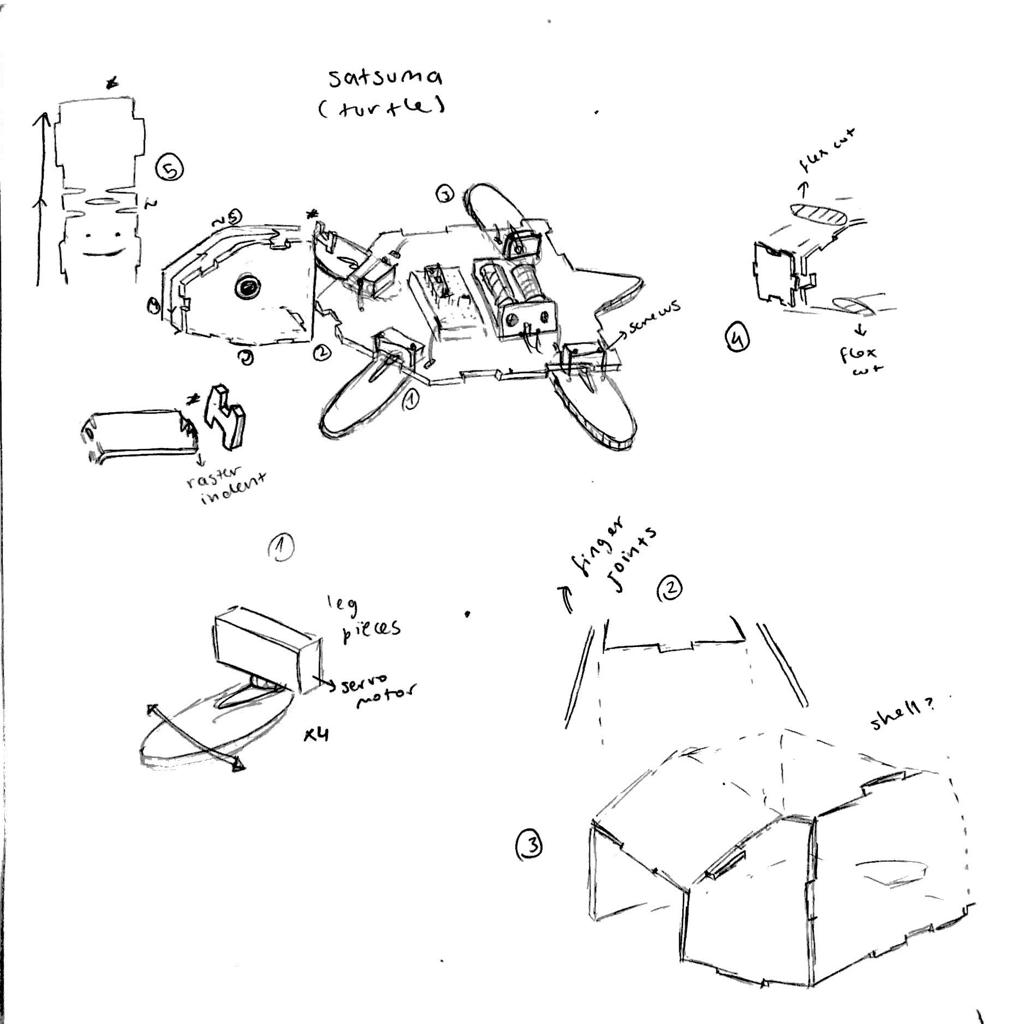 satsuma
(turtle)
*
5
~
flex cut
3
~5
*
screws
4
flex
cut
2
1
*
raster
indent
1
finger
joints
2
leg
pieces
servo
motor
x4
shell?
3